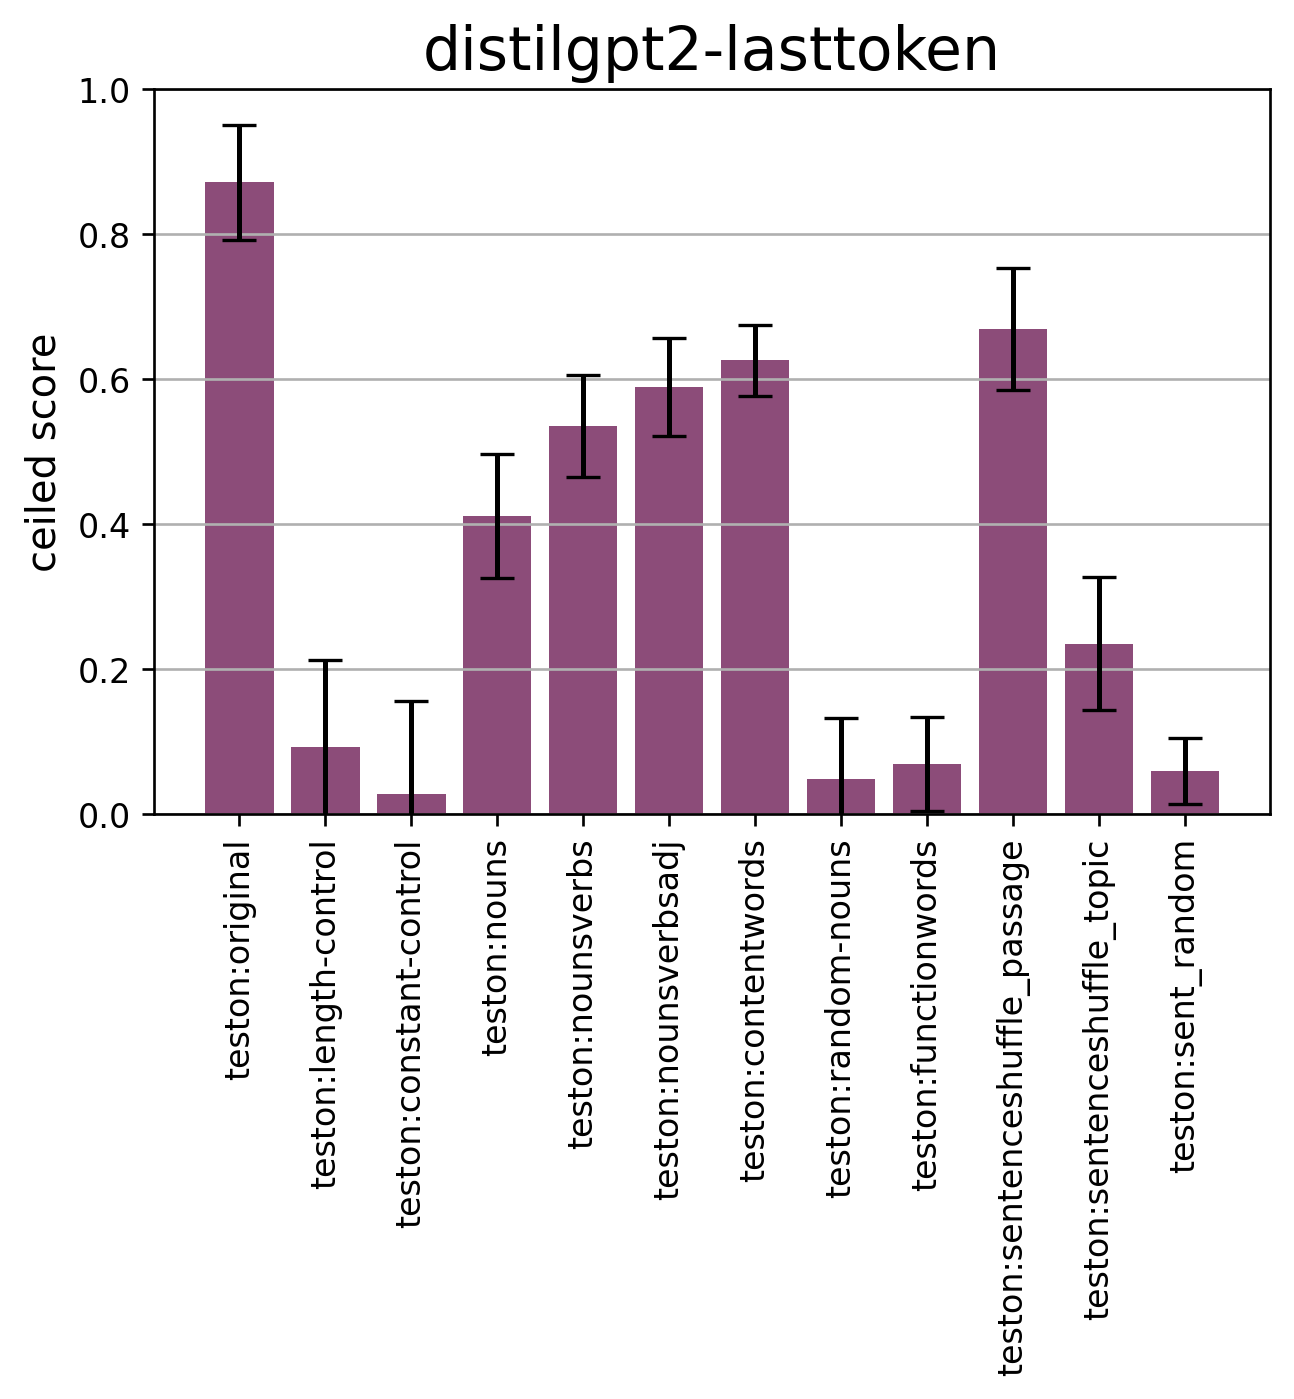 distilgpt2-lasttoken
1.0
0.8
0.6
0.4
0.2
0.0
ceiled score
teston:original
teston:length-control
teston:constant-control
teston:nouns
teston:nounsverbs
teston:nounsverbsadj
teston:contentwords
teston:random-nouns
teston:functionwords
teston:sentenceshuffle_passage
teston:sentenceshuffle_topic
teston:sent_random